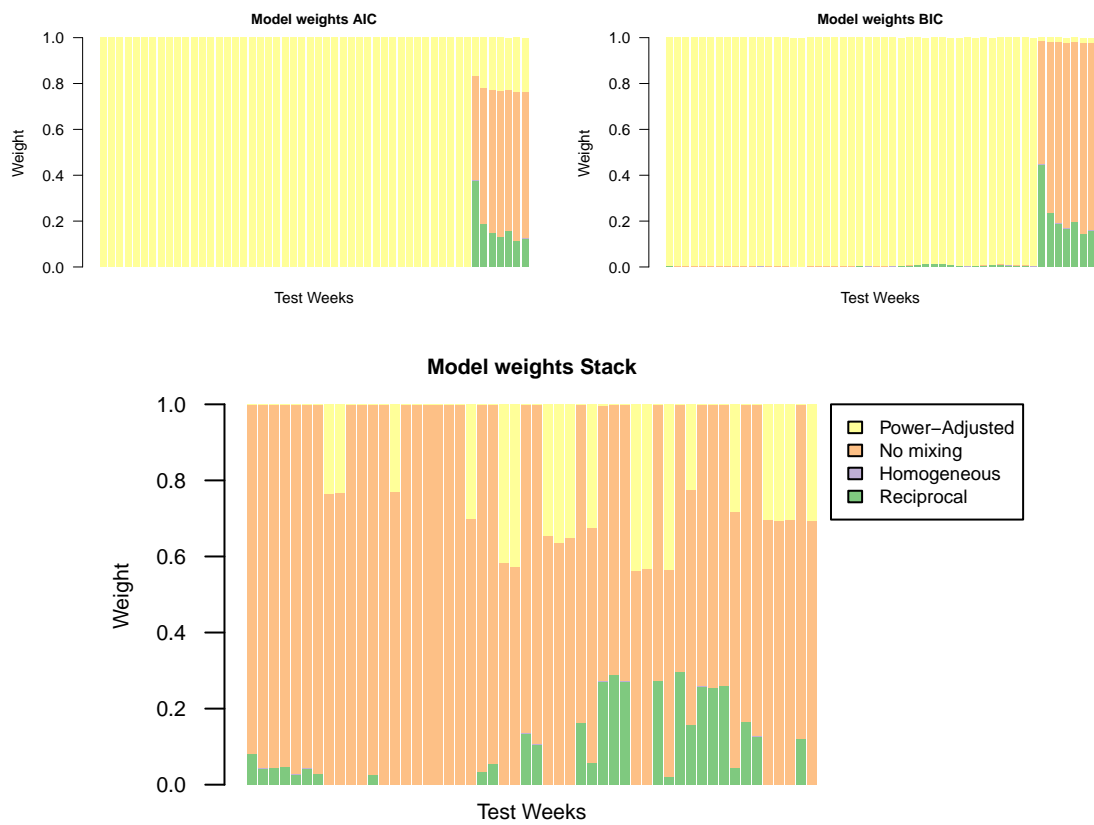 Model weights AIC
1.0
0.8
0.6
0.4
0.2
0.0
Weight
Test Weeks
Model weights BIC
1.0
0.8
0.6
0.4
0.2
0.0
Weight
Test Weeks
Model weights Stack
1.0
0.8
0.6
0.4
0.2
0.0
Weight
Test Weeks
Power−Adjusted
No mixing
Homogeneous
Reciprocal